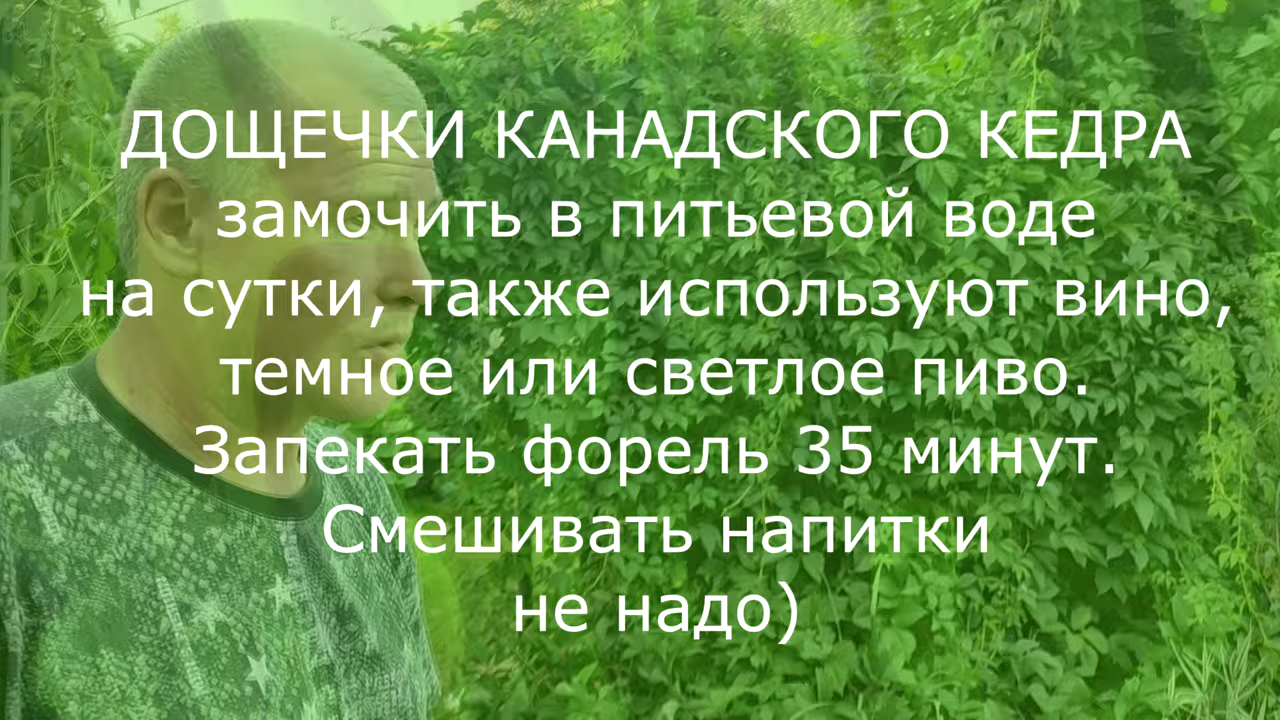 ДОЩЕЧКИ КАНАДСКОГО КЕДРА
замочить в питьевой воде
на сутки, также используют вино,
темное или светлое пиво.
Запекать форель 35 минут.
Смешивать напитки
не надо)